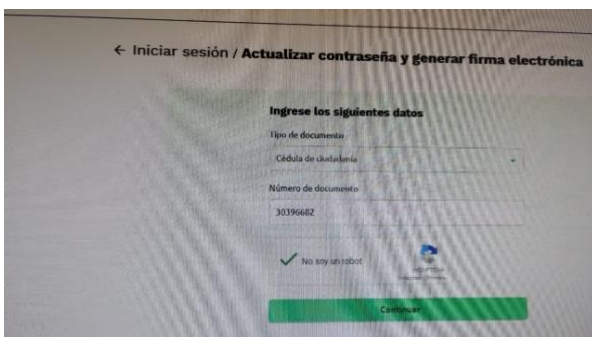 ← Iniciar sesión / Actualizar contraseña y generar firma electrónica
Ingrese los siguientes datos
Tipo de documento
Cédula de ciudadanía
Número de documento
30396682
No soy un robot
reCAPTCHA
Continuar